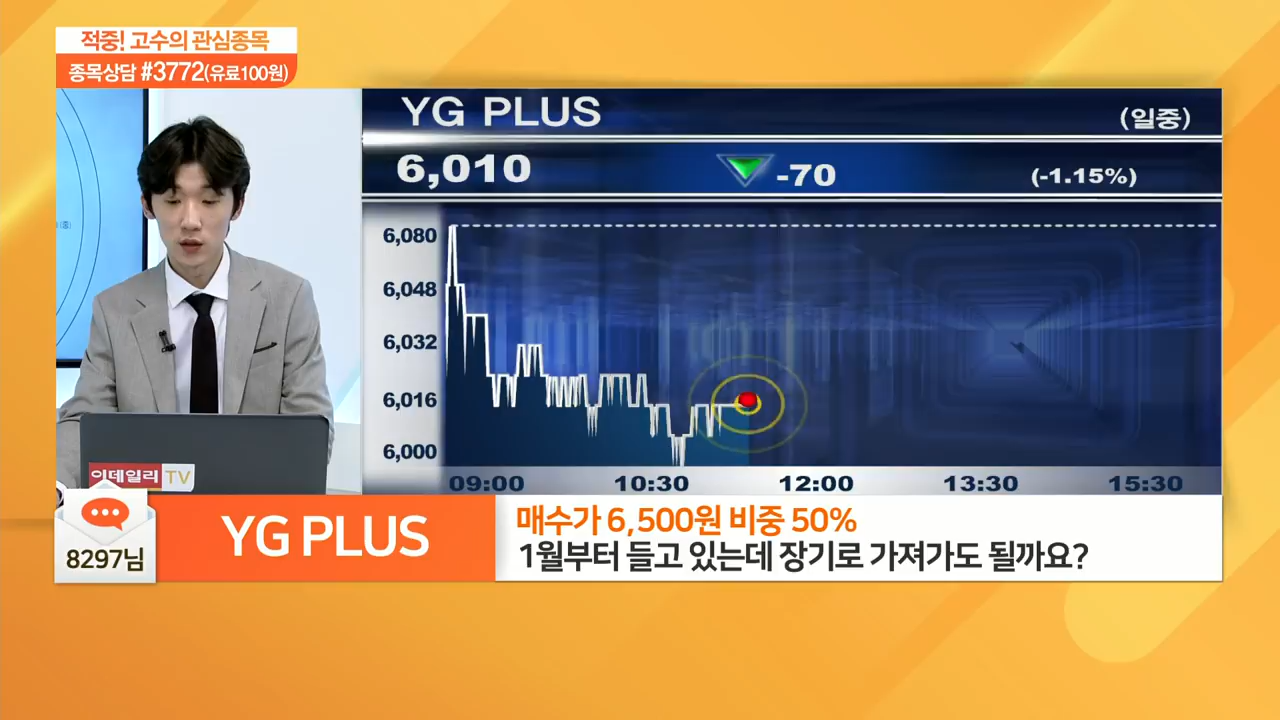 적중! 고수의 관심종목
종목상담 #3772(유료100원)
YG PLUS
(일중)
6,010
-70
(-1.15%)
6,080
6,048
6,032
6,016
6,000
09:00
10:30
12:00
13:30
15:30
이데일리 TV
8297님
YG PLUS
매수가 6,500원 비중 50%
1월부터 들고 있는데 장기로 가져가도 될까요?